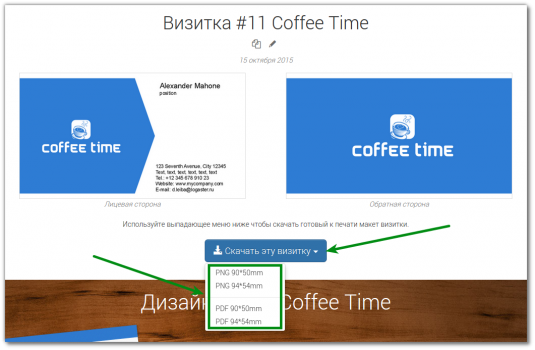 Визитка #11 Coffee Time
15 октября 2015
coffee time
Alexander Mahone
position
123 Seventh Avenue, City 12345
Text, text, text, text, text, text
Tel.: +12 345 678 910 23
Website: www.mycompany.com
E-mail: d.leiba@logaster.ru
coffee time
Лицевая сторона
Обратная сторона
Используйте выпадающее меню ниже чтобы скачать готовый к печати макет визитки.
Скачать эту визитку
PNG 90*50mm
PNG 94*54mm
PDF 90*50mm
PDF 94*54mm
Дизайн Coffee Time